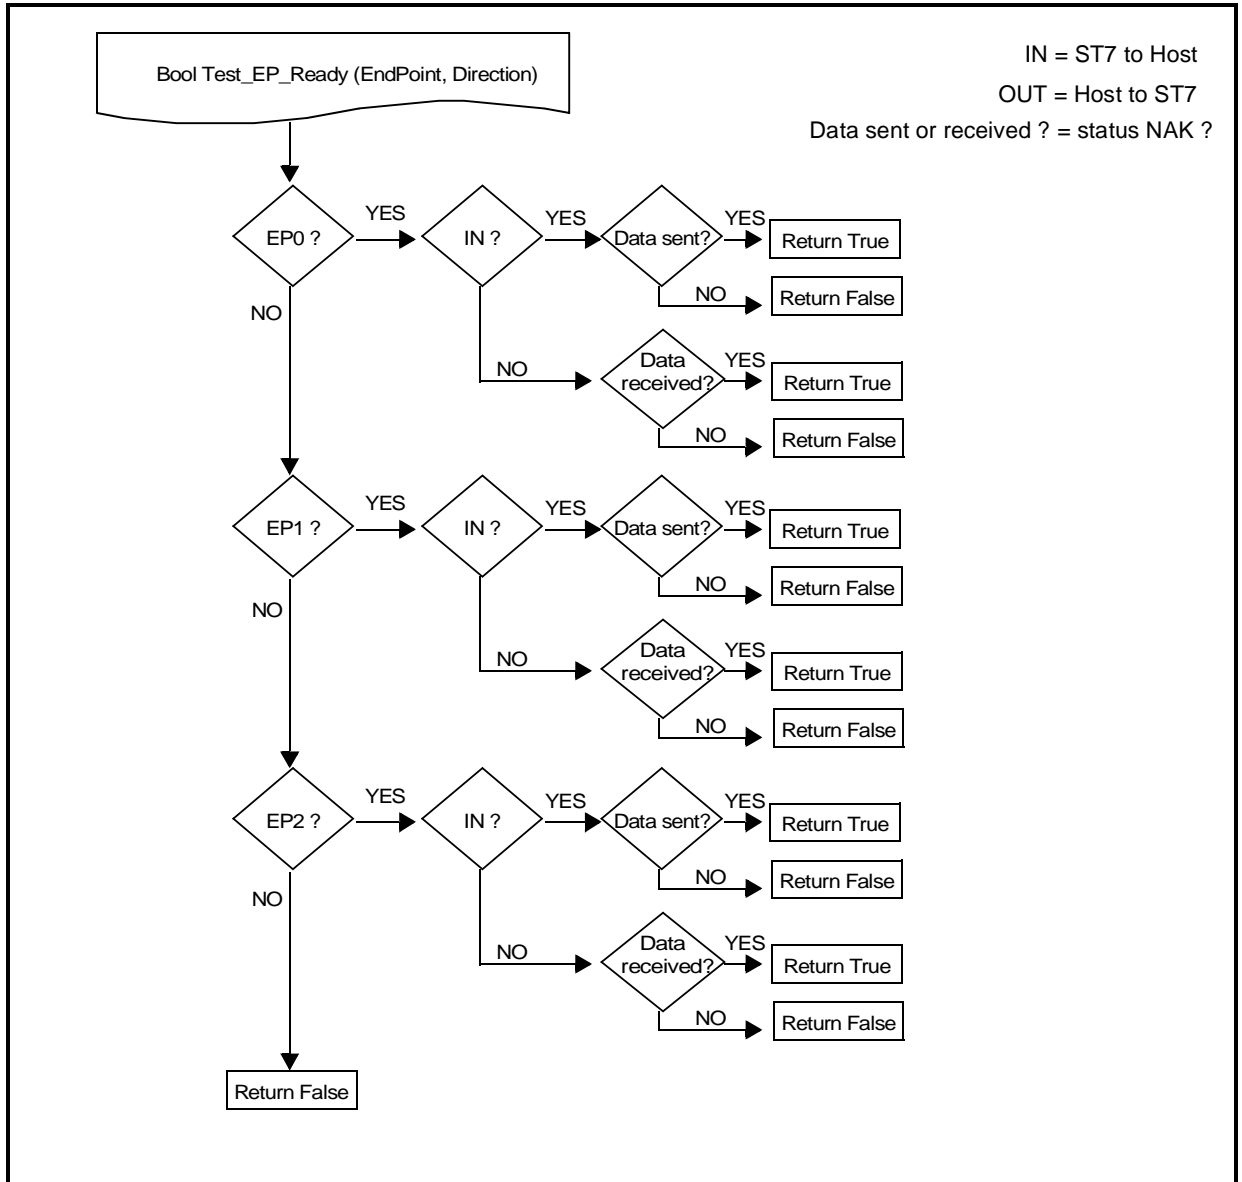 Bool Test_EP_Ready (EndPoint, Direction)
IN = ST7 to Host
OUT = Host to ST7
Data sent or received ? = status NAK ?
EP0 ?
YES
IN ?
YES
Data sent?
YES
Return True
NO
Return False
NO
NO
Data
received?
YES
Return True
NO
Return False
EP1 ?
YES
IN ?
YES
Data sent?
YES
Return True
NO
Return False
NO
NO
Data
received?
YES
Return True
NO
Return False
EP2 ?
YES
IN ?
YES
Data sent?
YES
Return True
NO
Return False
NO
NO
Data
received?
YES
Return True
NO
Return False
Return False